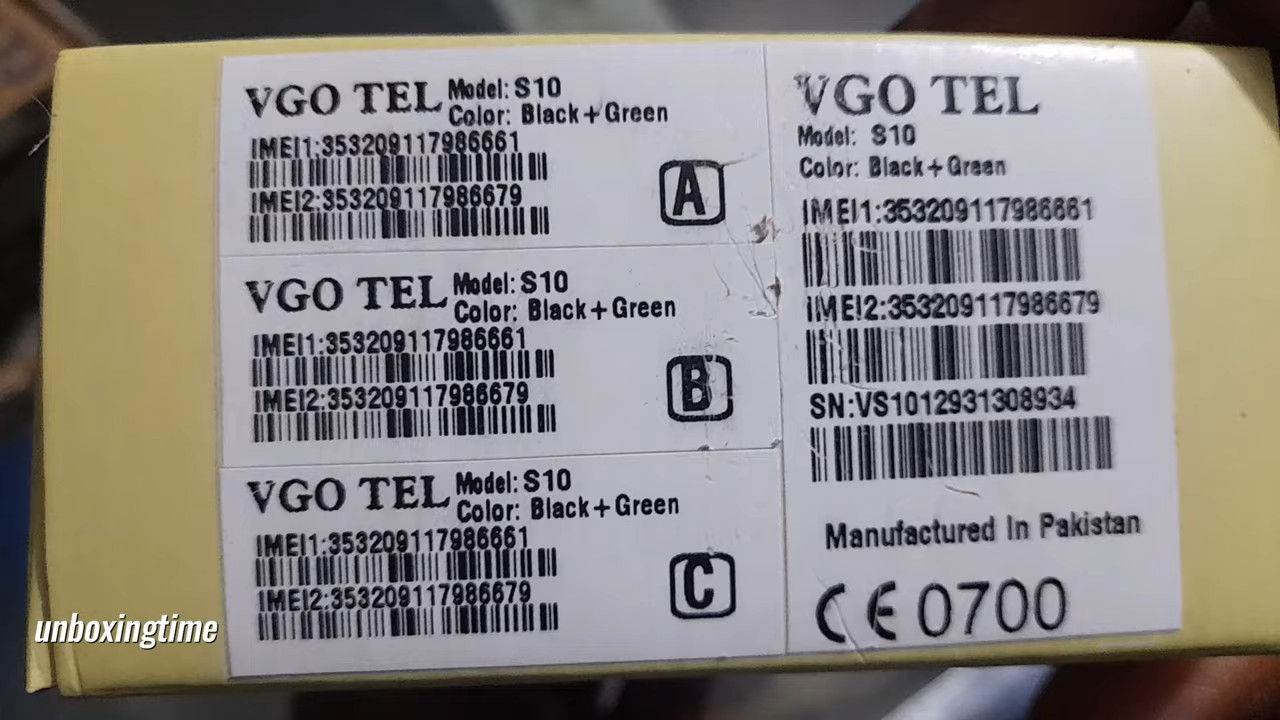 VGO TEL Model: S10
Color: Black+Green
IMEI1:353209117986661
IMEI2:353209117986679
A
VGO TEL Model: S10
Color: Black+Green
IMEI1:353209117986661
IMEI2:353209117986679
B
VGO TEL Model: S10
Color: Black+Green
IMEI1:353209117986661
IMEI2:353209117986679
C
VGO TEL
Model: S10
Color: Black+Green
IMEI1:353209117986661
IMEI2:353209117986679
SN:VS1012931308934
Manufactured In Pakistan
CE0700
unboxingtime